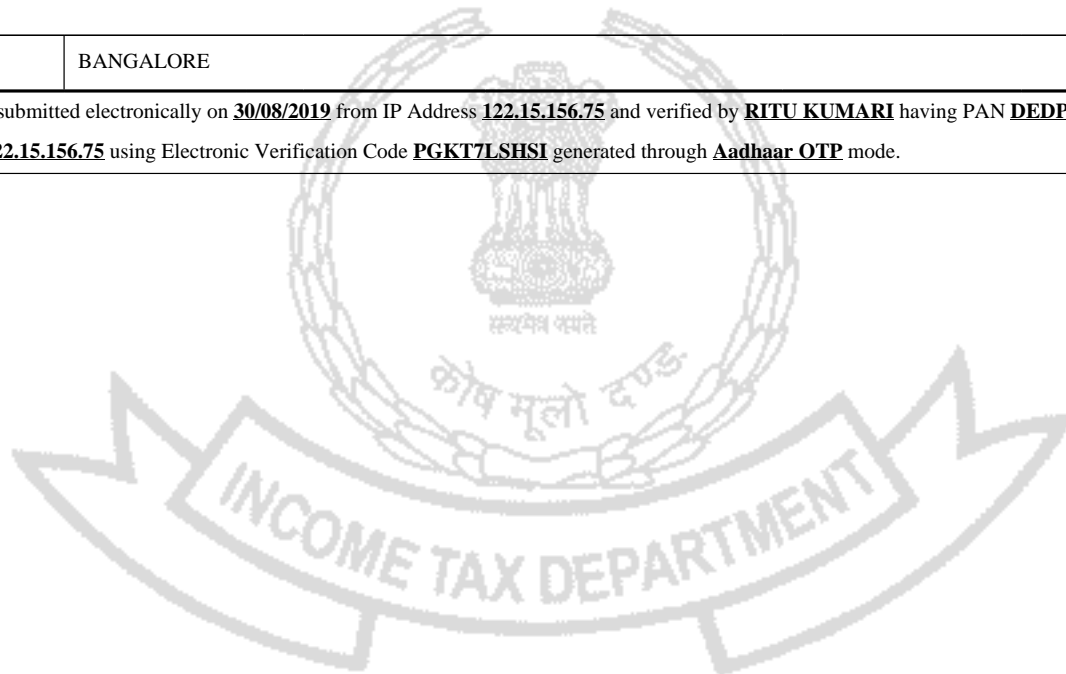 BANGALORE
submitted electronically on 30/08/2019 from IP Address 122.15.156.75 and verified by RITU KUMARI having PAN DEDP
22.15.156.75 using Electronic Verification Code PGKT7LSHSI generated through Aadhaar OTP mode.
सत्यमेव जयते
कोष मूलो दण्डः
INCOME TAX DEPARTMENT